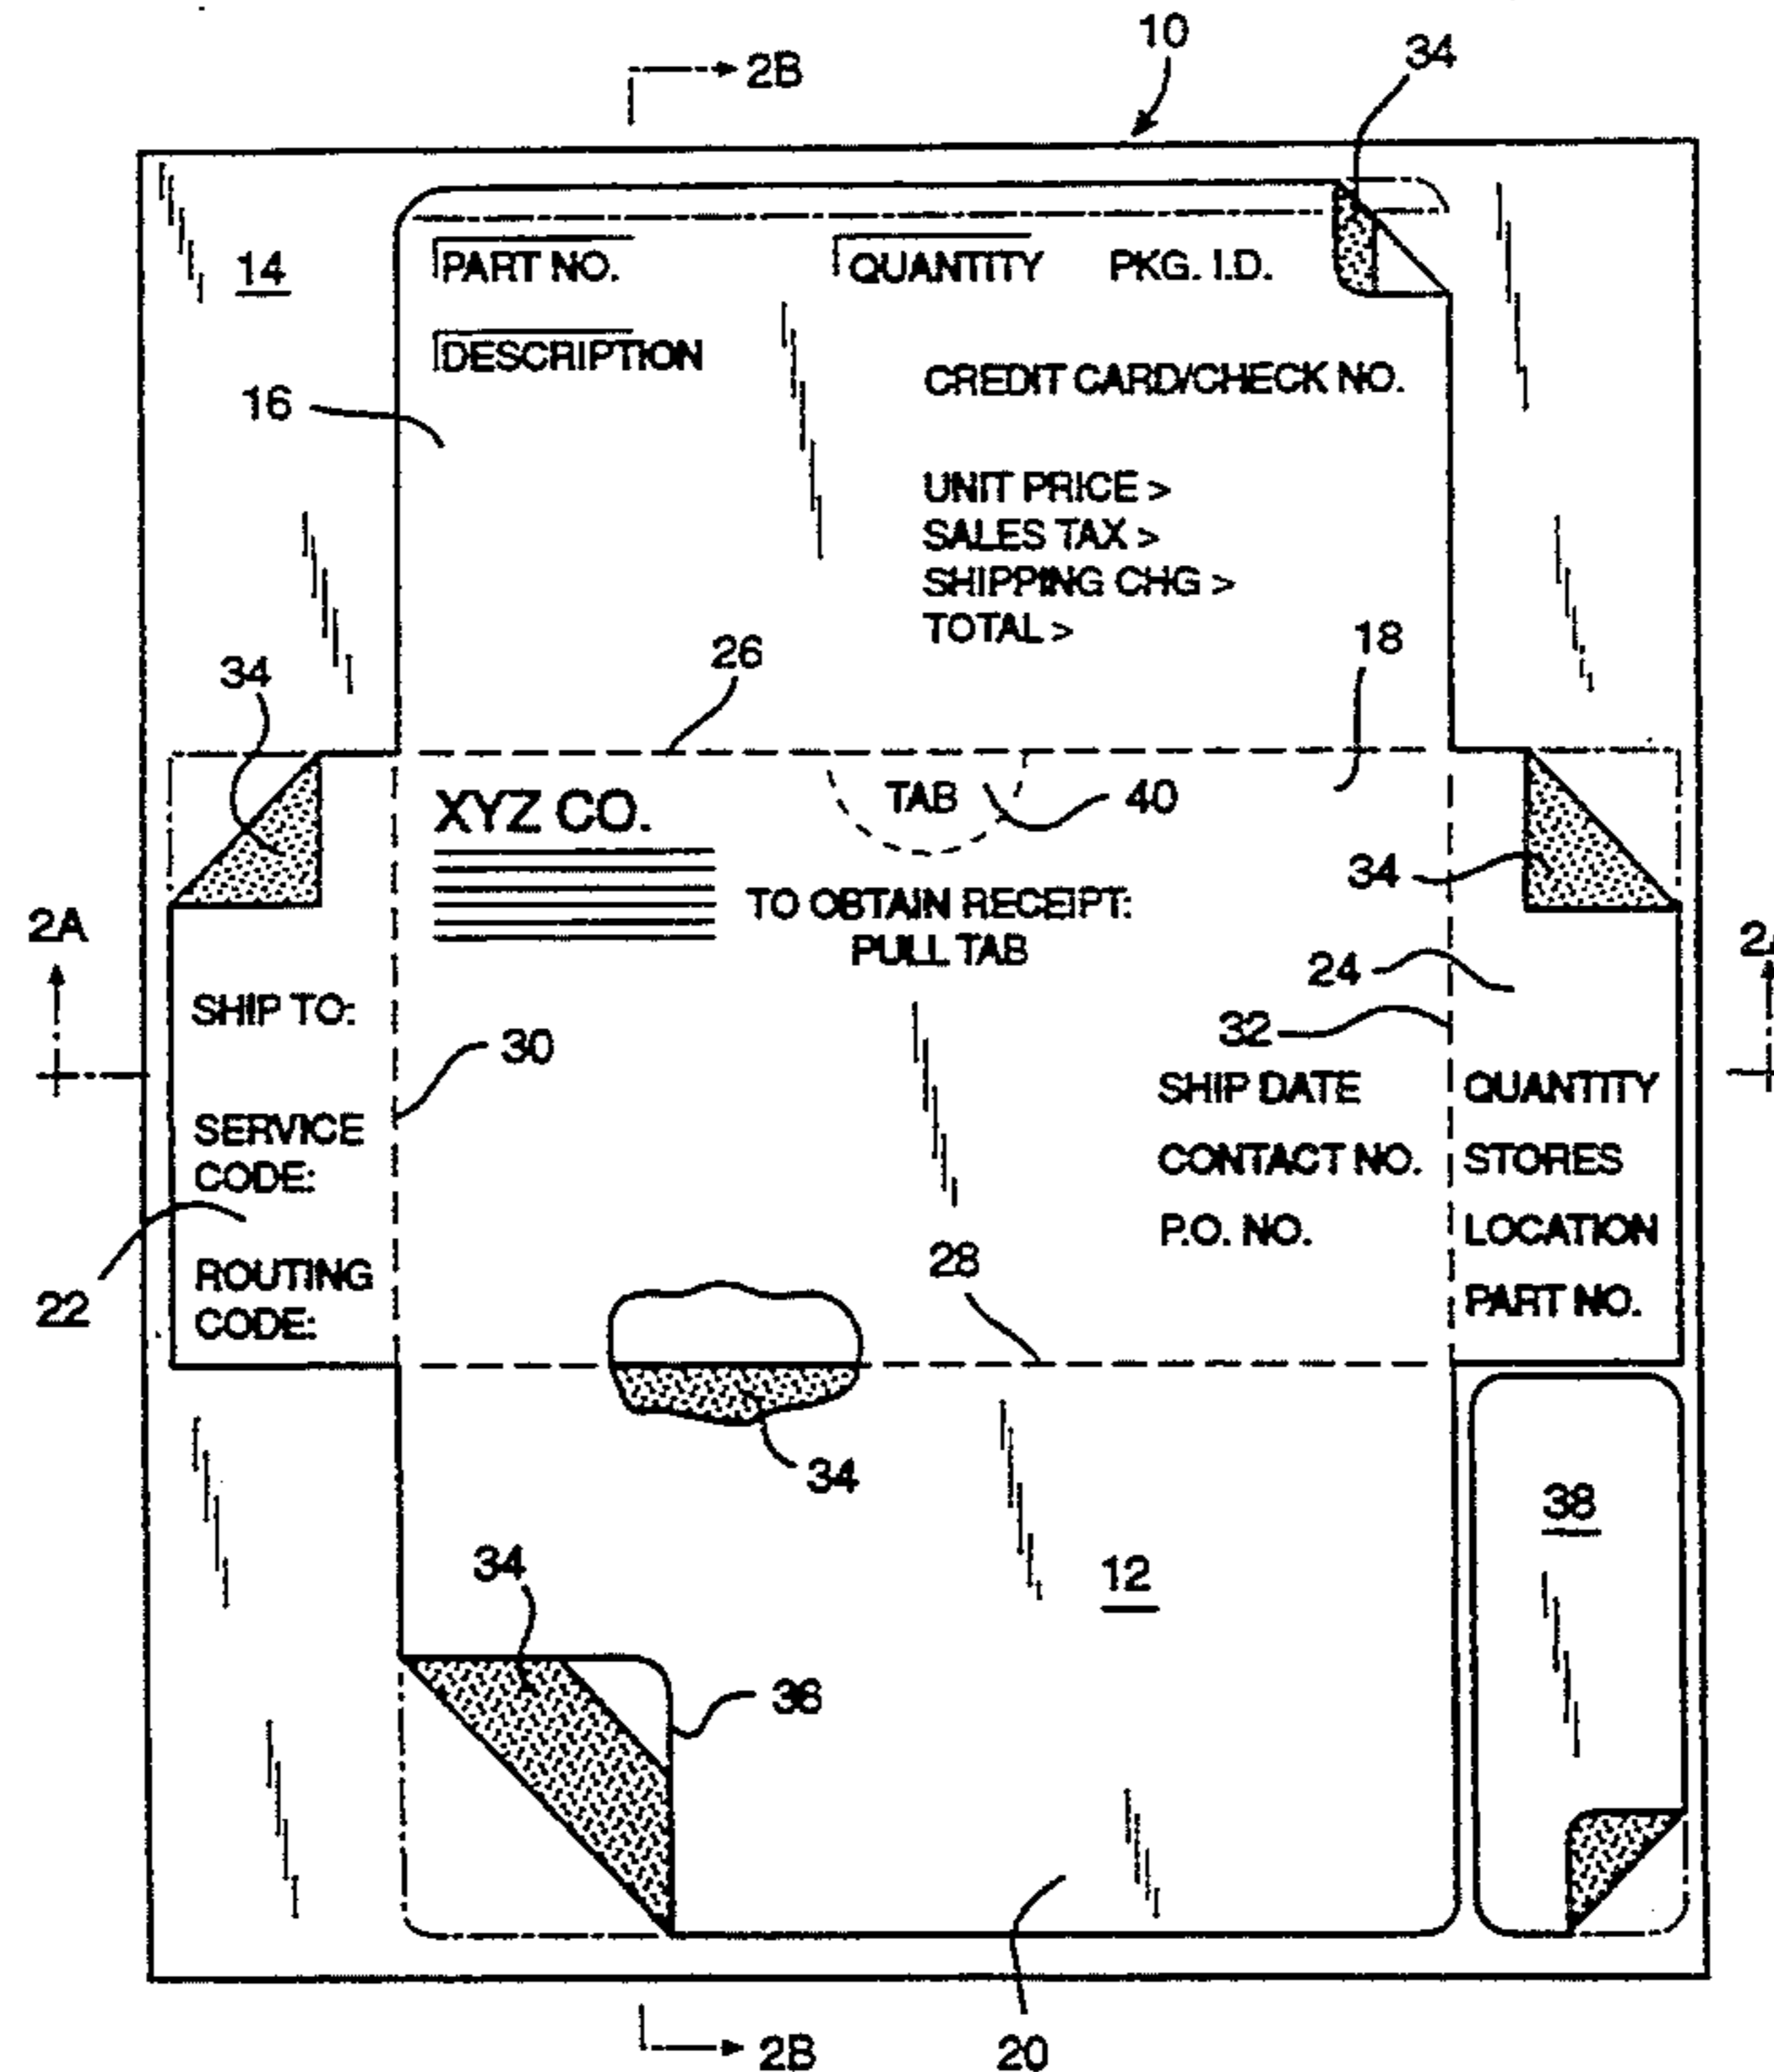 2B
10
34
14
PART NO.
QUANTITY PKG. I.D.
DESCRIPTION
CREDIT CARD/CHECK NO.
16
UNIT PRICE >
SALES TAX >
SHIPPING CHG >
TOTAL >
18
26
34
TAB
40
XYZ CO.
34
TO OBTAIN RECEIPT:
PULL TAB
2A
24
SHIP TO:
32
30
SHIP DATE QUANTITY
SERVICE
CODE:
CONTACT NO. STORES
P.O. NO. LOCATION
28
ROUTING
CODE:
22
PART NO.
34
38
34
12
38
20
2B